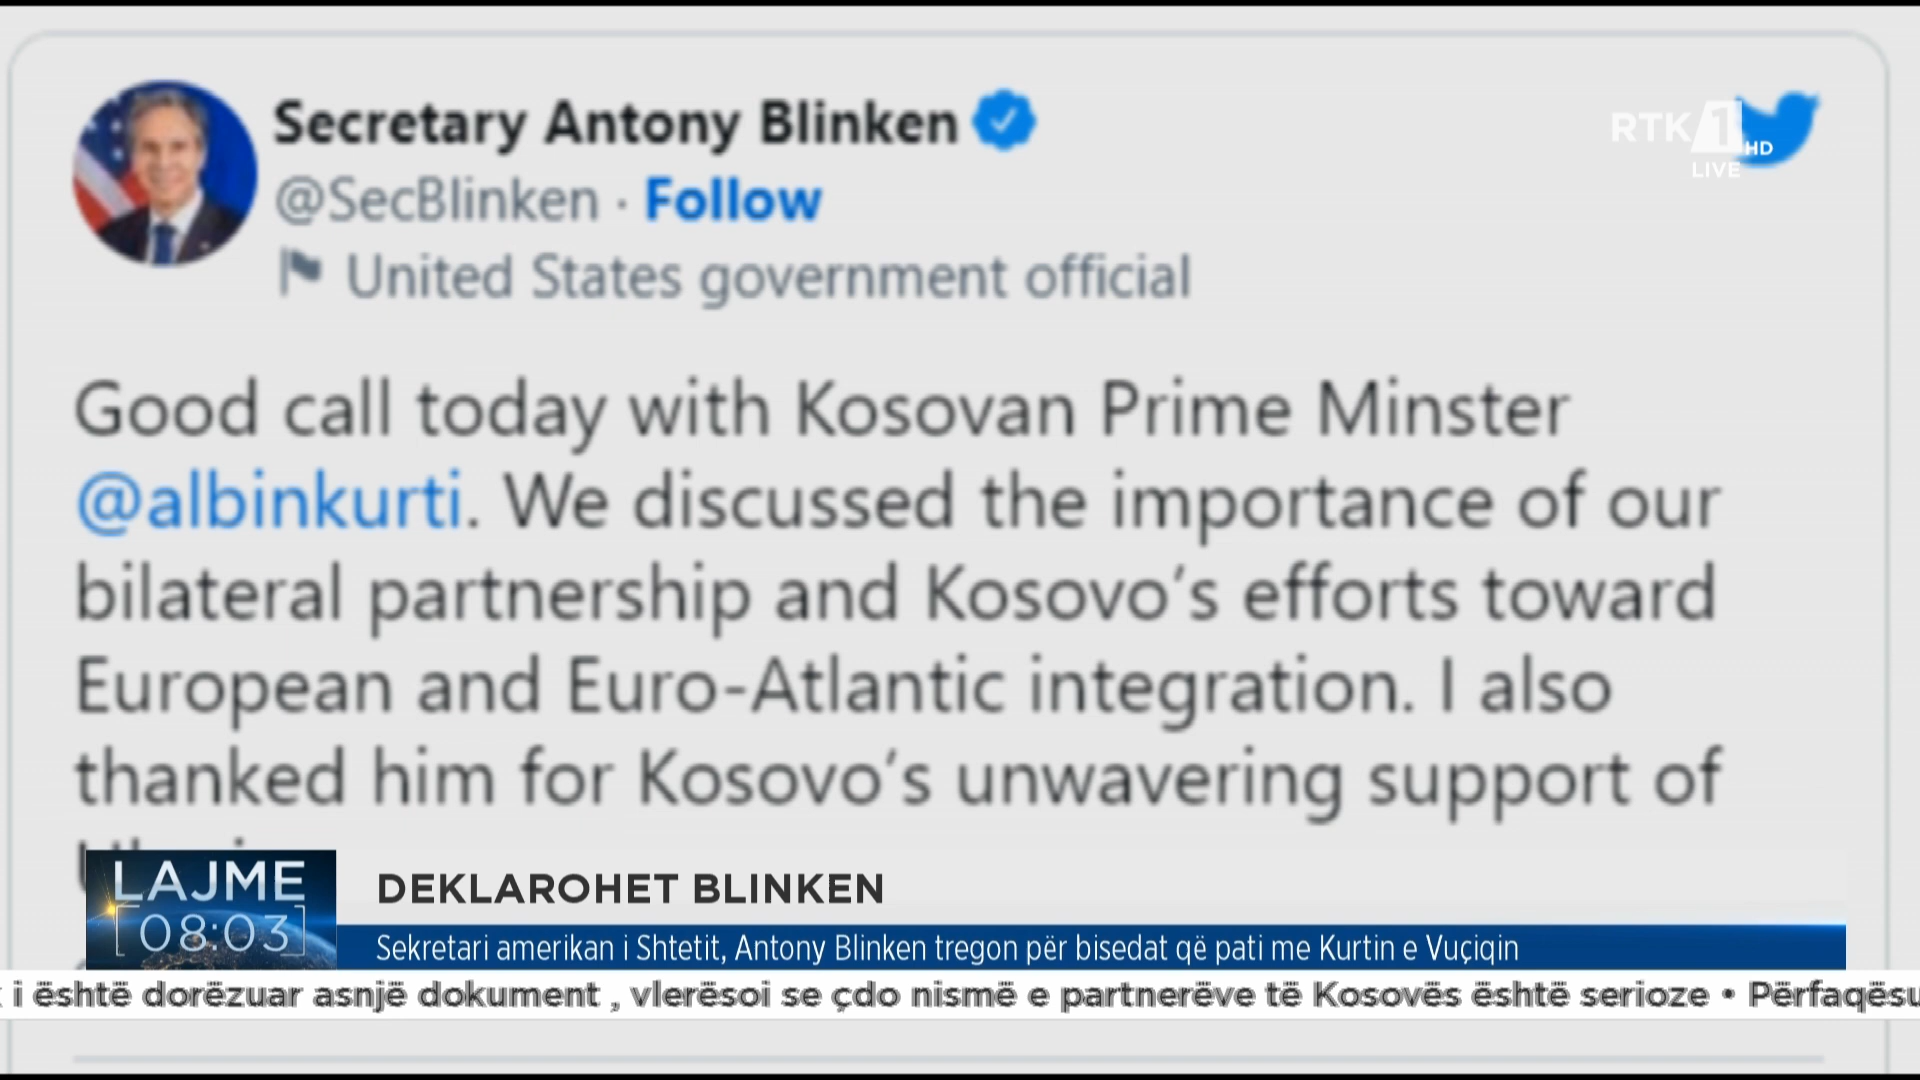 Secretary Antony Blinken
@SecBlinken · Follow
United States government official
RTK 1 HD
LIVE
Good call today with Kosovan Prime Minster
@albinkurti. We discussed the importance of our
bilateral partnership and Kosovo's efforts toward
European and Euro-Atlantic integration. I also
thanked him for Kosovo's unwavering support of
LAJME
08:03
DEKLAROHET BLINKEN
Sekretari amerikan i Shtetit, Antony Blinken tregon për bisedat që pati me Kurtin e Vuçiqin
i është dorëzuar asnjë dokument , vlerësoi se çdo nismë e partnerëve të Kosovës është serioze •